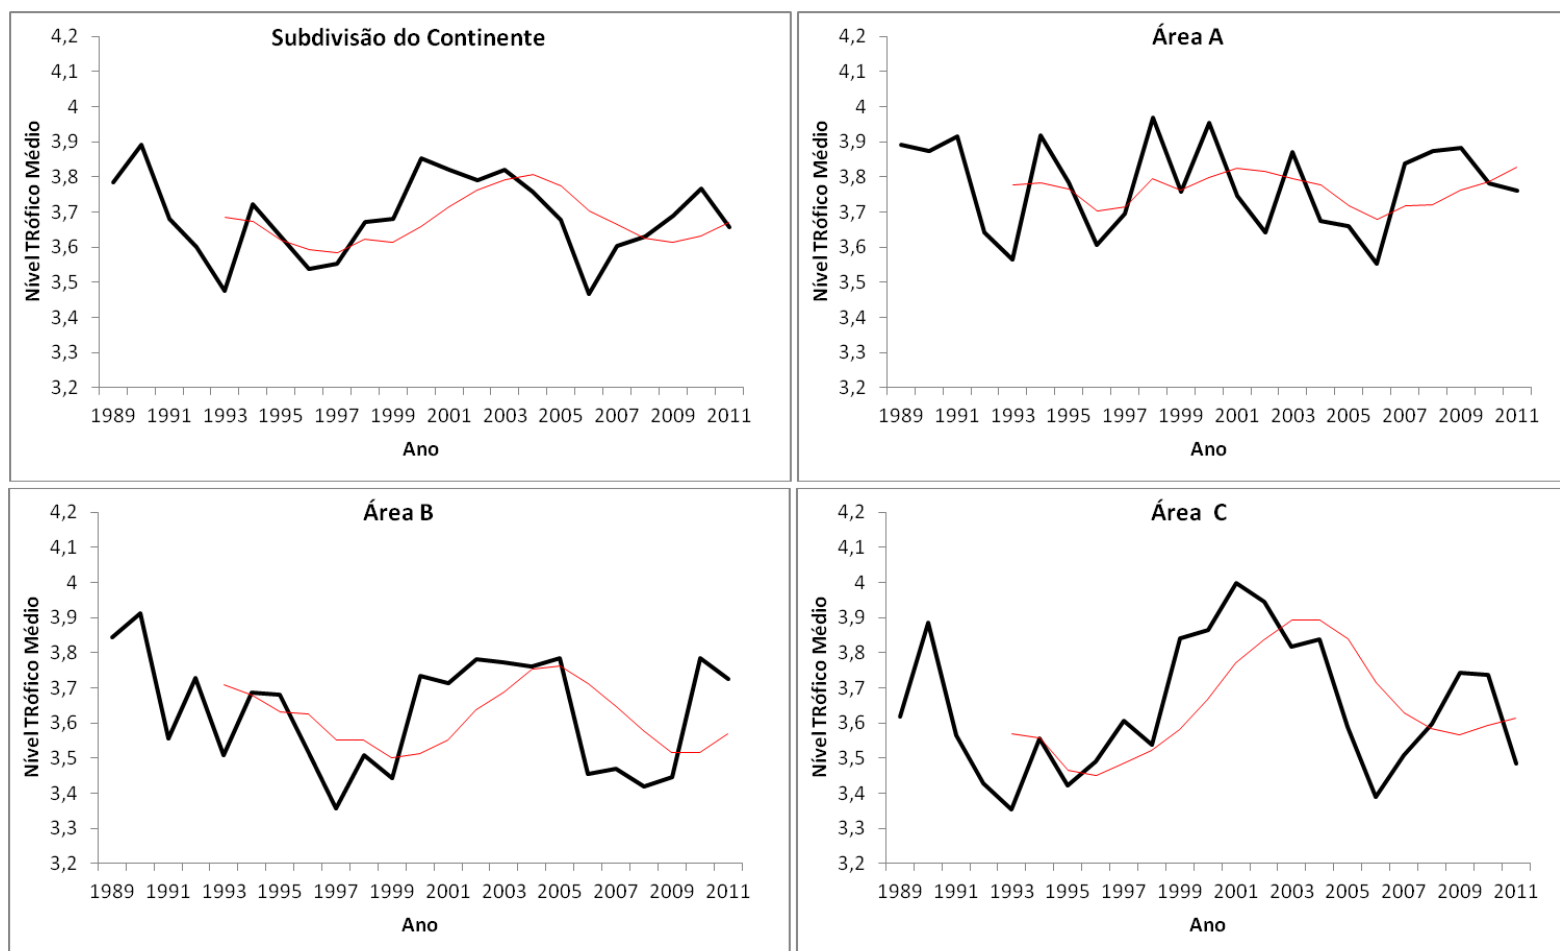 Subdivisão do Continente
4,2
4,1
4
3,9
3,8
3,7
3,6
3,5
3,4
3,3
3,2
Nível TRófico Médio
1989 1991 1993 1995 1997 1999 2001 2003 2005 2007 2009 2011
Ano
Área A
4,2
4,1
4
3,9
3,8
3,7
3,6
3,5
3,4
3,3
3,2
Nível TRófico Médio
1989 1991 1993 1995 1997 1999 2001 2003 2005 2007 2009 2011
Ano
Área B
4,2
4,1
4
3,9
3,8
3,7
3,6
3,5
3,4
3,3
3,2
Nível TRófico Médio
1989 1991 1993 1995 1997 1999 2001 2003 2005 2007 2009 2011
Ano
Área C
4,2
4,1
4
3,9
3,8
3,7
3,6
3,5
3,4
3,3
3,2
Nível TRófico Médio
1989 1991 1993 1995 1997 1999 2001 2003 2005 2007 2009 2011
Ano